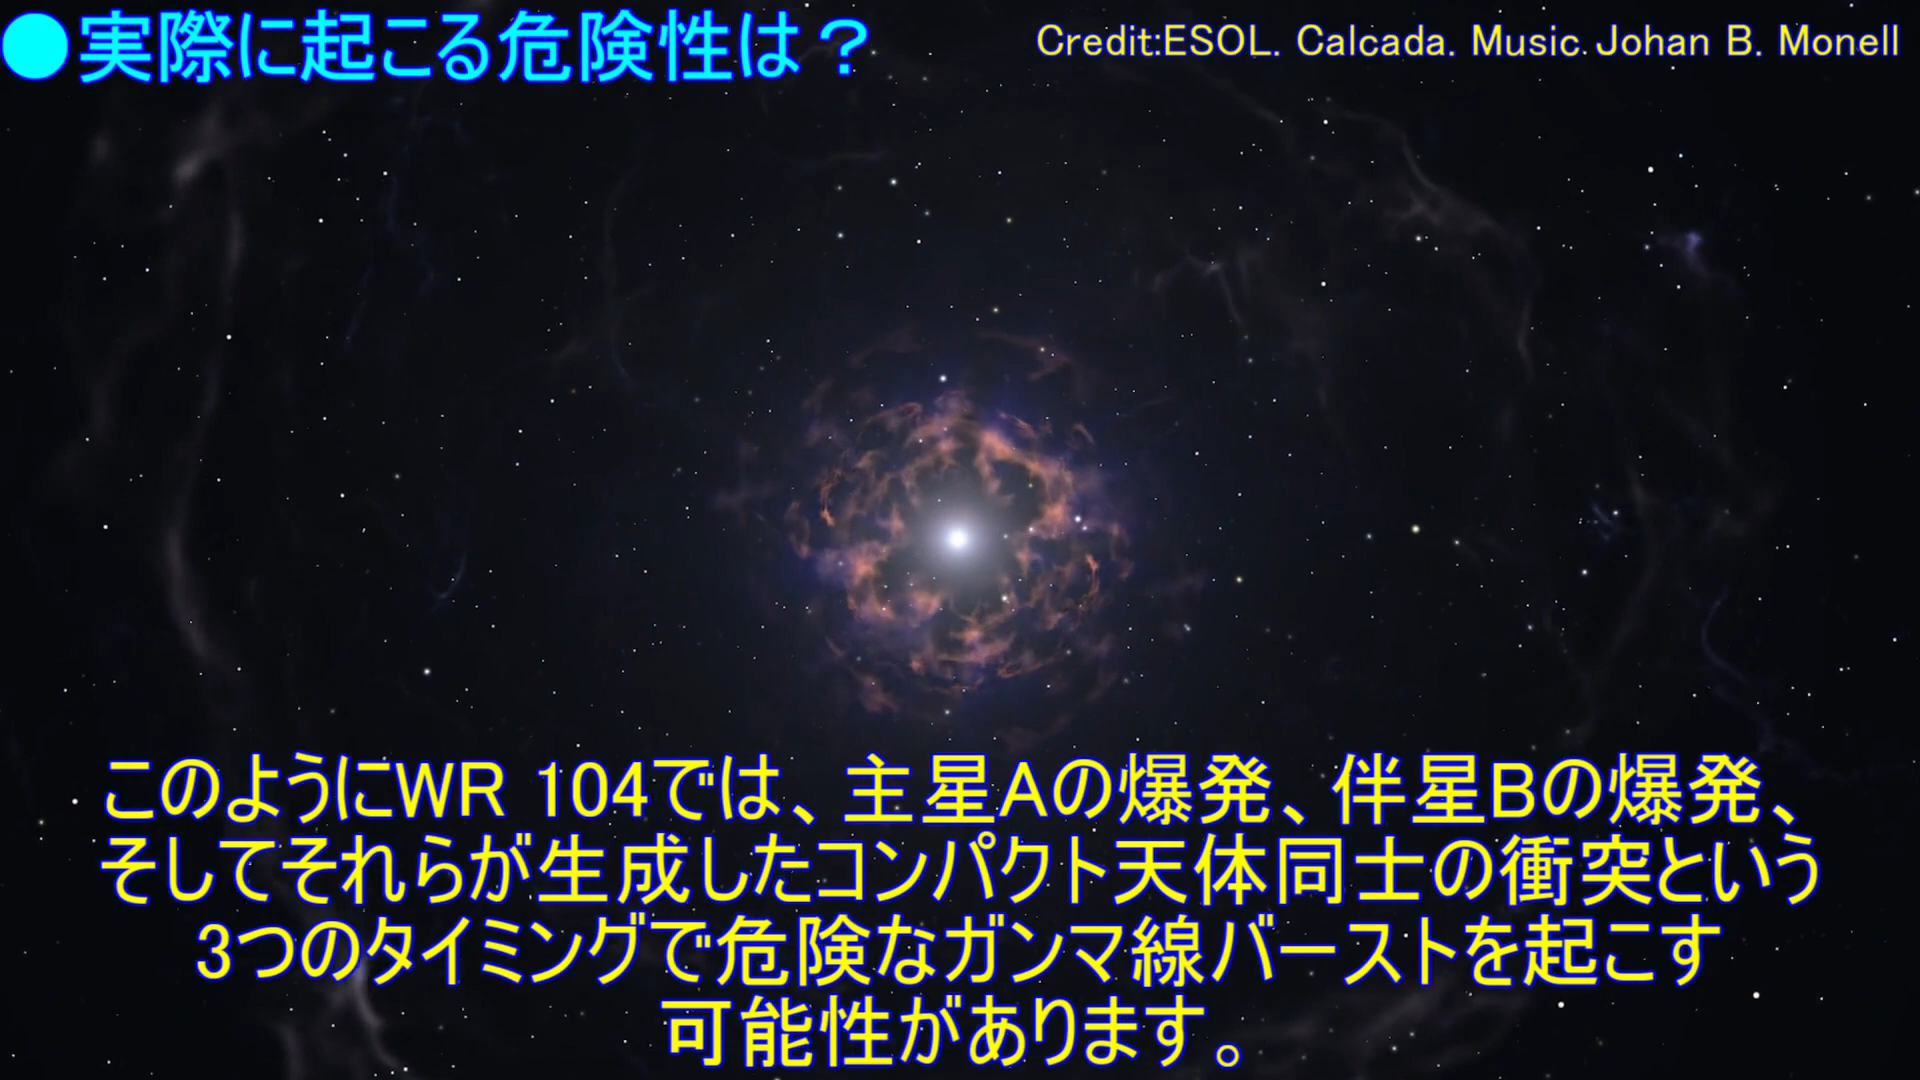 ●実際に起こる危険性は？
Credit:ESOL. Calcada. Music.Johan B. Monell
このようにWR 104では、主星Aの爆発、伴星Bの爆発、
そしてそれらが生成したコンパクト天体同士の衝突という
3つのタイミングで危険なガンマ線バーストを起こす
可能性があります。